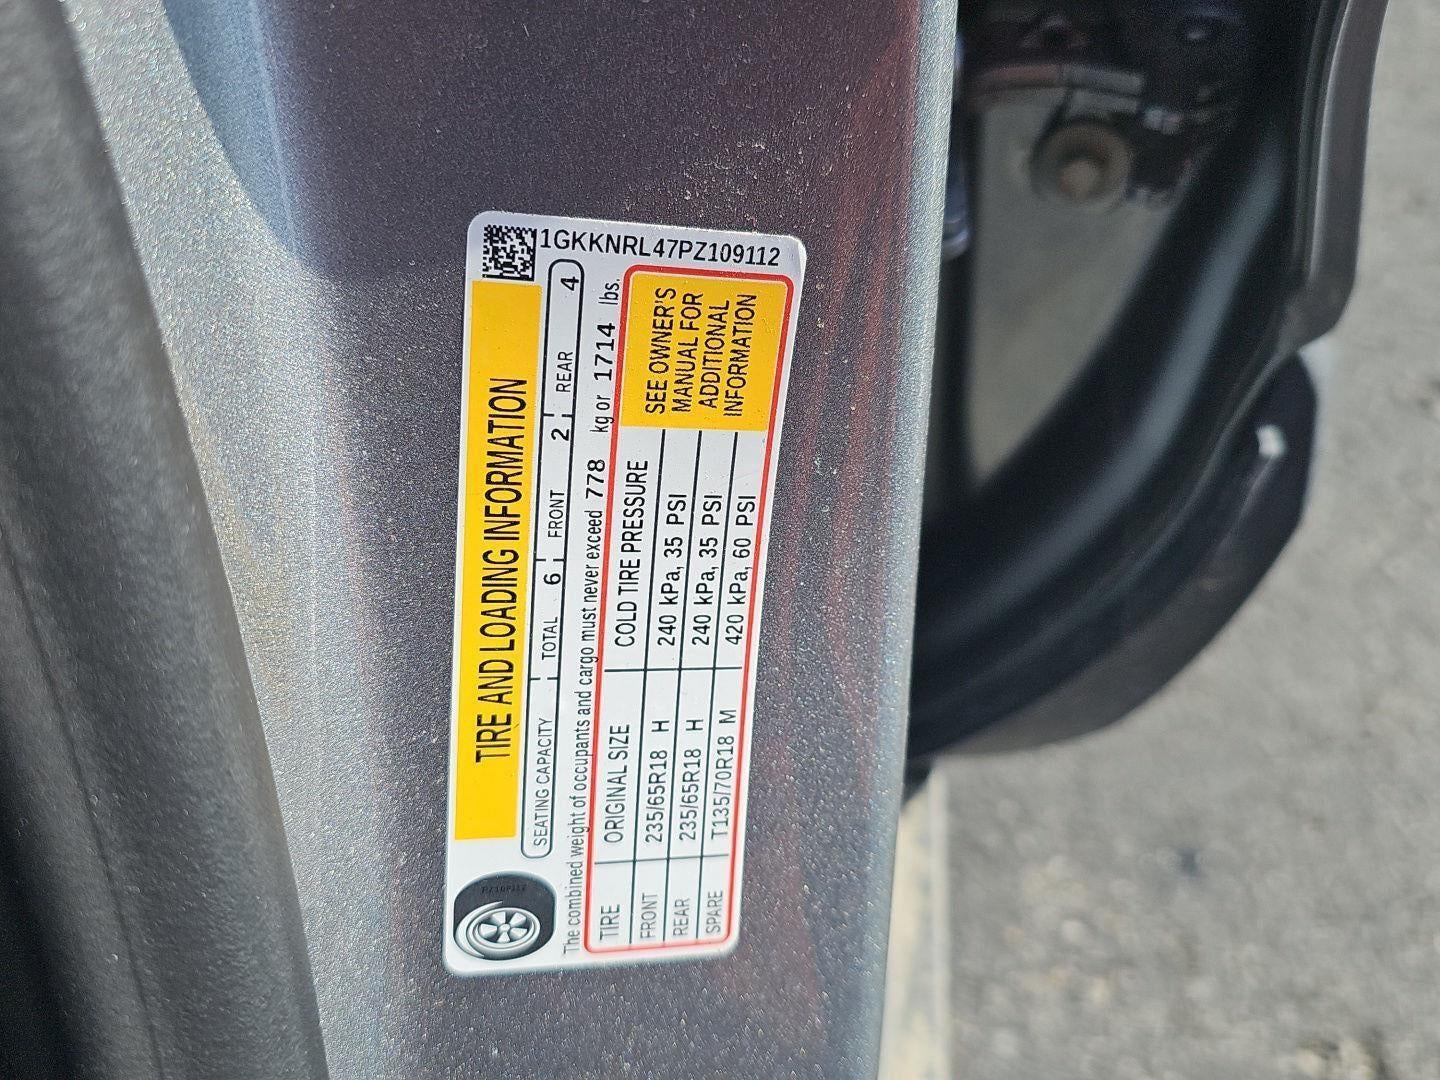 1GKKNRL47PZ109112
TIRE AND LOADING INFORMATION
SEATING CAPACITY TOTAL 6 FRONT 2 REAR 4
The combined weight of occupants and cargo must never exceed 778 kg or 1714 lbs.
TIRE ORIGINAL SIZE COLD TIRE PRESSURE
FRONT 235/65R18 H 240 kPa, 35 PSI
REAR 235/65R18 H 240 kPa, 35 PSI
SPARE T135/70R18 M 420 kPa, 60 PSI
SEE OWNER'S
MANUAL FOR
ADDITIONAL
INFORMATION
PZ109112